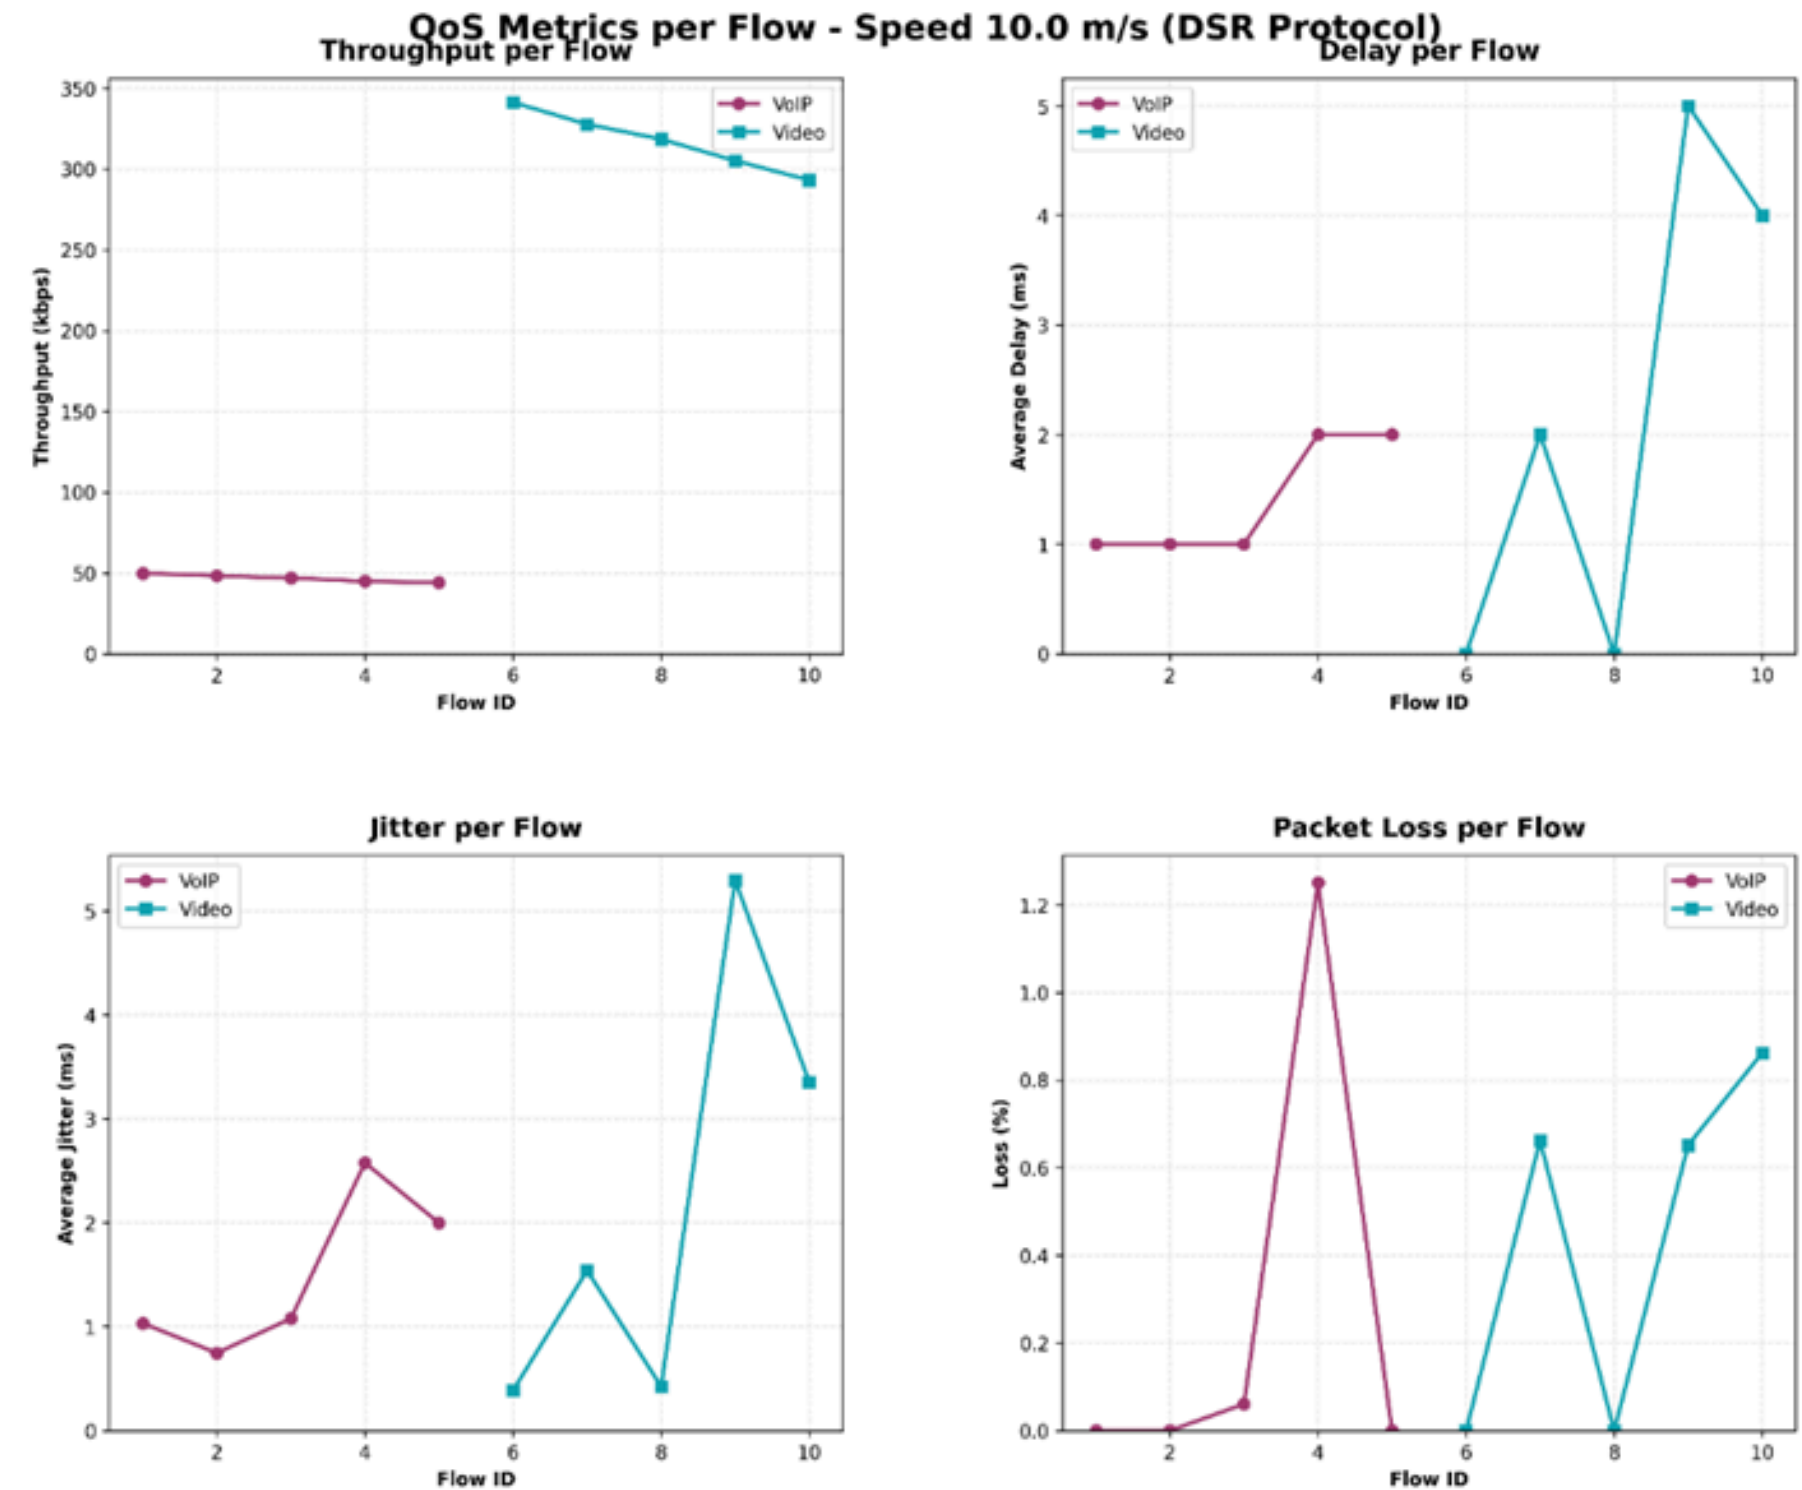 QoS Metrics per Flow - Speed 10.0 m/s (DSR Protocol)
Throughput per Flow
350
300
250
200
150
100
50
0
Throughput (kbps)
VoIP
Video
2 4 6 8 10
Flow ID
Delay per Flow
5
4
3
2
1
0
Average Delay (ms)
VoIP
Video
2 4 6 8 10
Flow ID
Jitter per Flow
5
4
3
2
1
0
Average Jitter (ms)
VoIP
Video
2 4 6 8 10
Flow ID
Packet Loss per Flow
1.2
1.0
0.8
0.6
0.4
0.2
0.0
Loss (%)
VoIP
Video
2 4 6 8 10
Flow ID